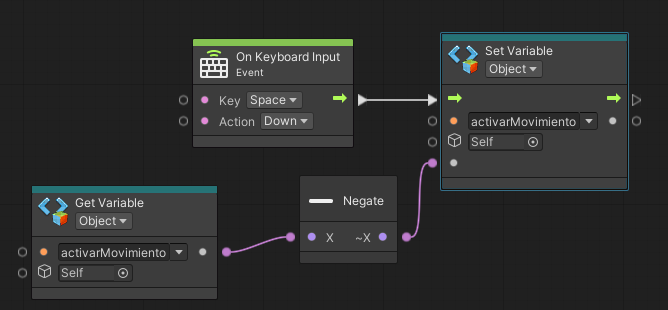 On Keyboard Input
Event
Key Space
Action Down
Set Variable
Object
activarMovimiento
Self
Get Variable
Object
activarMovimiento
Self
Negate
X ~X